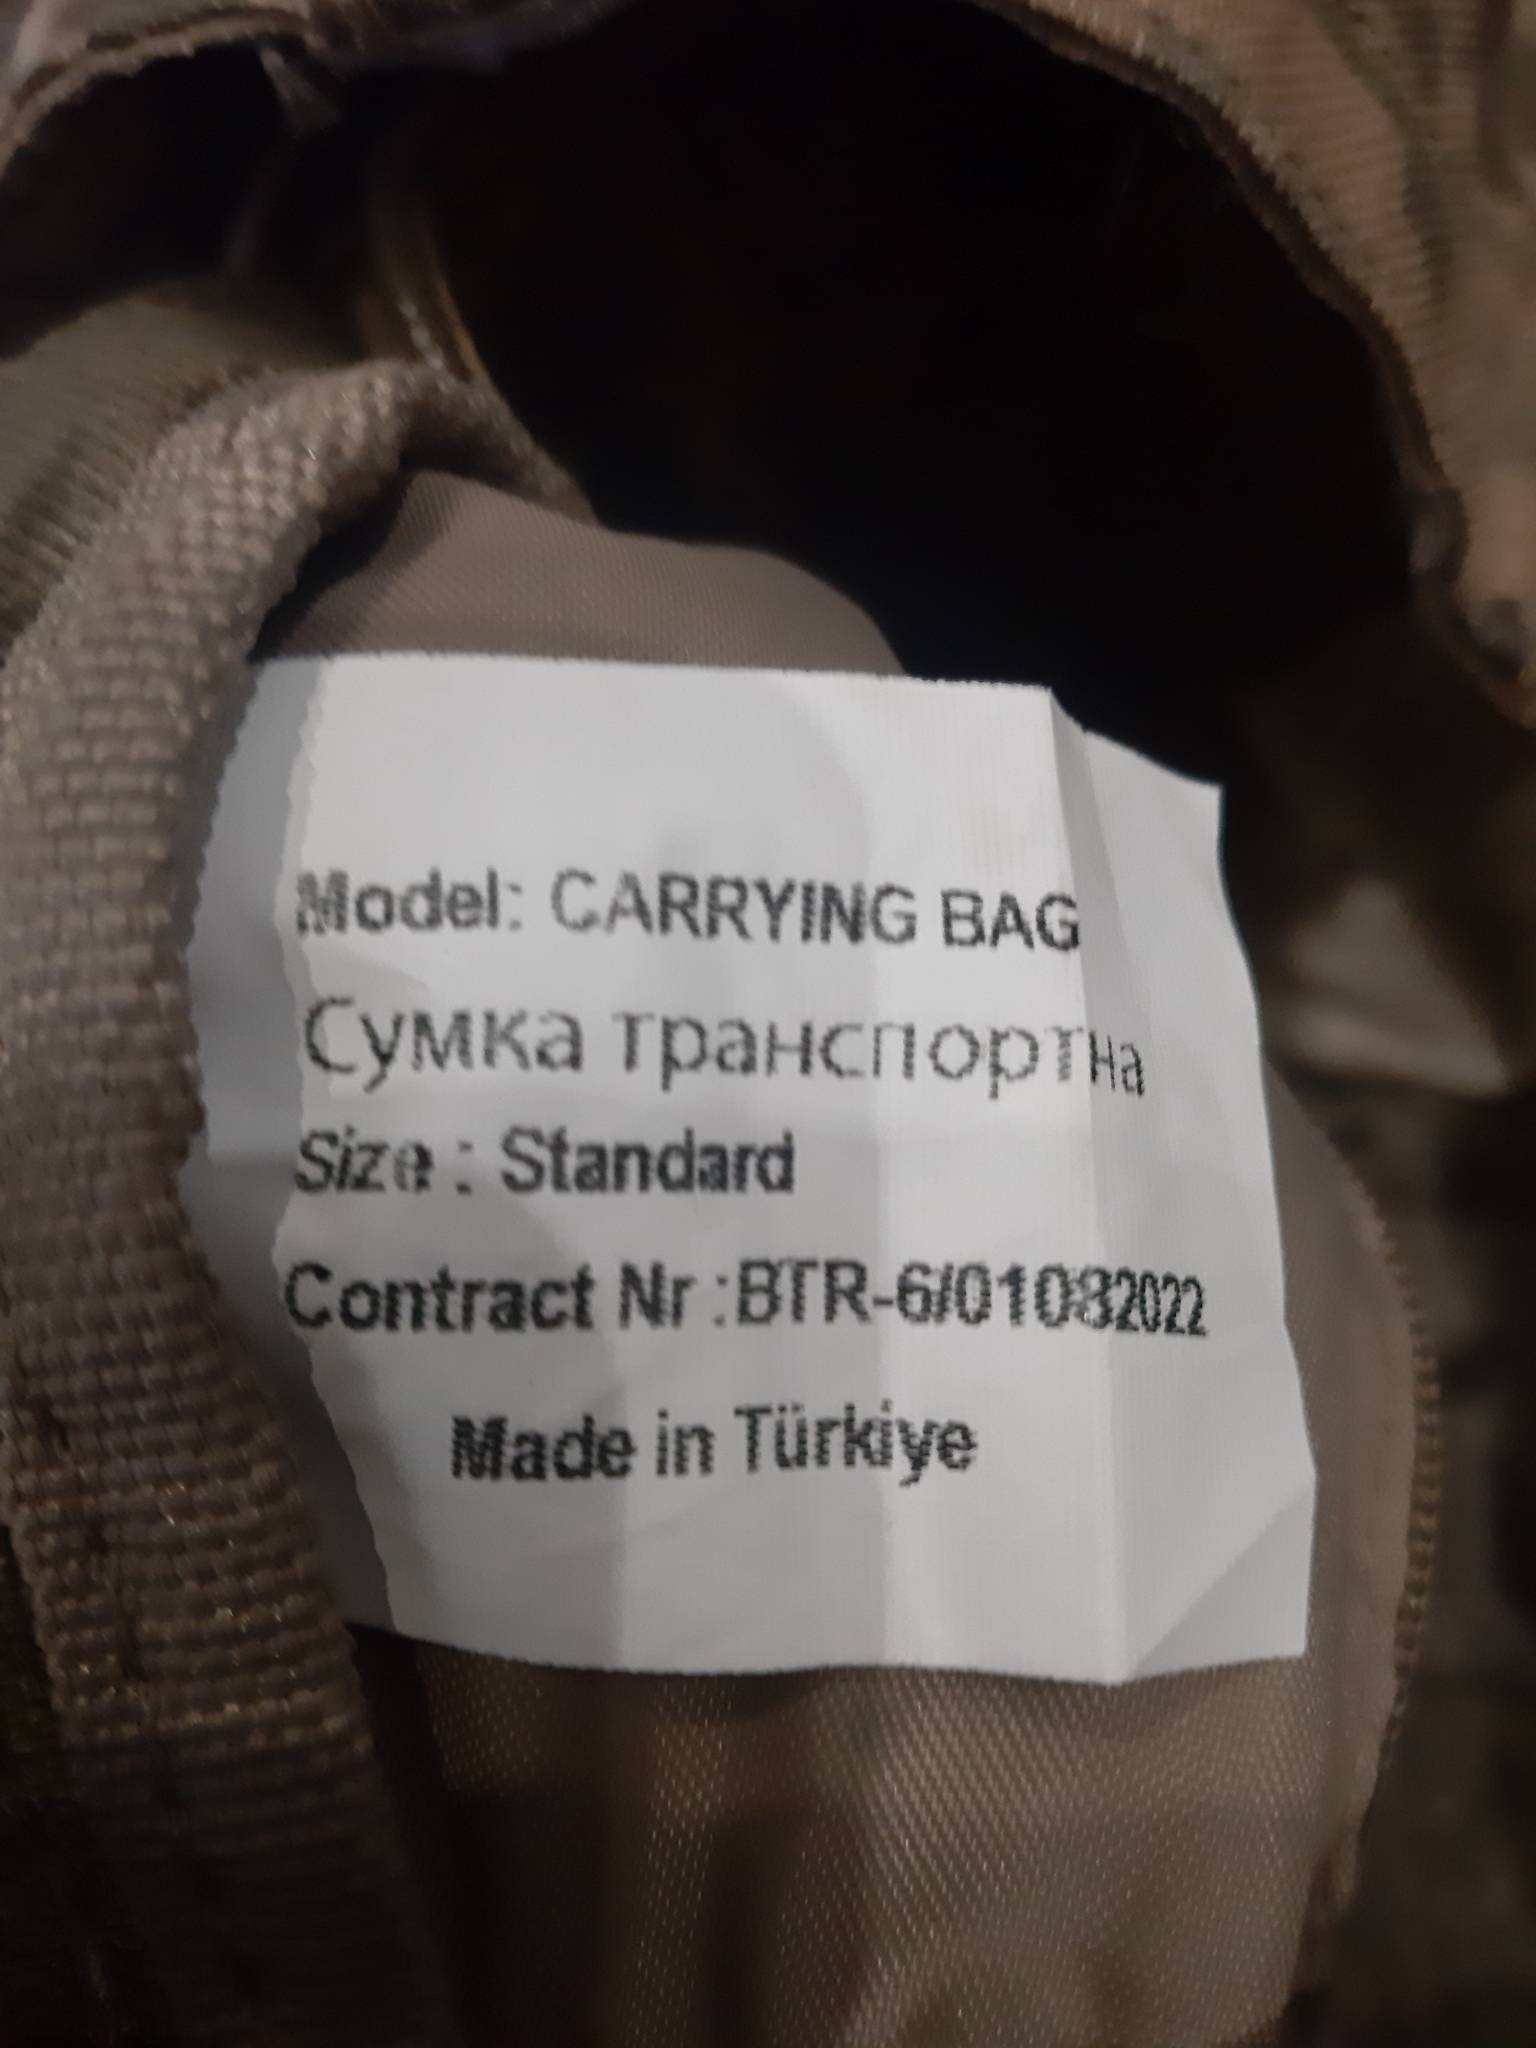 Model: CARRYING BAG
Сумка транспортна
Size : Standard
Contract Nr :BTR-6/01082022
Made in Türkiye